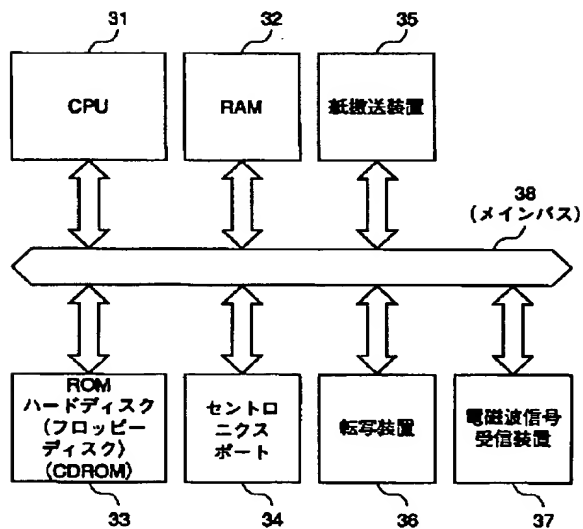 31
32
35
CPU
RAM
紙搬送装置
38
(メインバス)
ROM
ハードディスク
(フロッピー
ディスク)
(CDROM)
セントロ
ニクス
ポート
転写装置
電磁波信号
受信装置
33
34
36
37